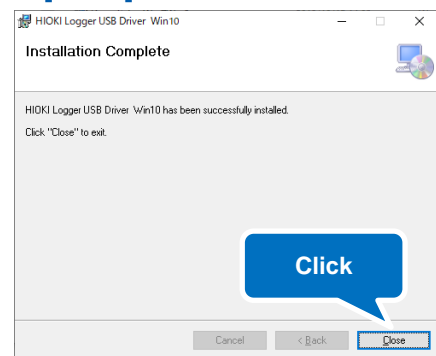 HIOKI Logger USB Driver Win10
Installation Complete
HIOKI Logger USB Driver Win10 has been successfully installed.
Click "Close" to exit.
Click
Cancel
< Back
Close